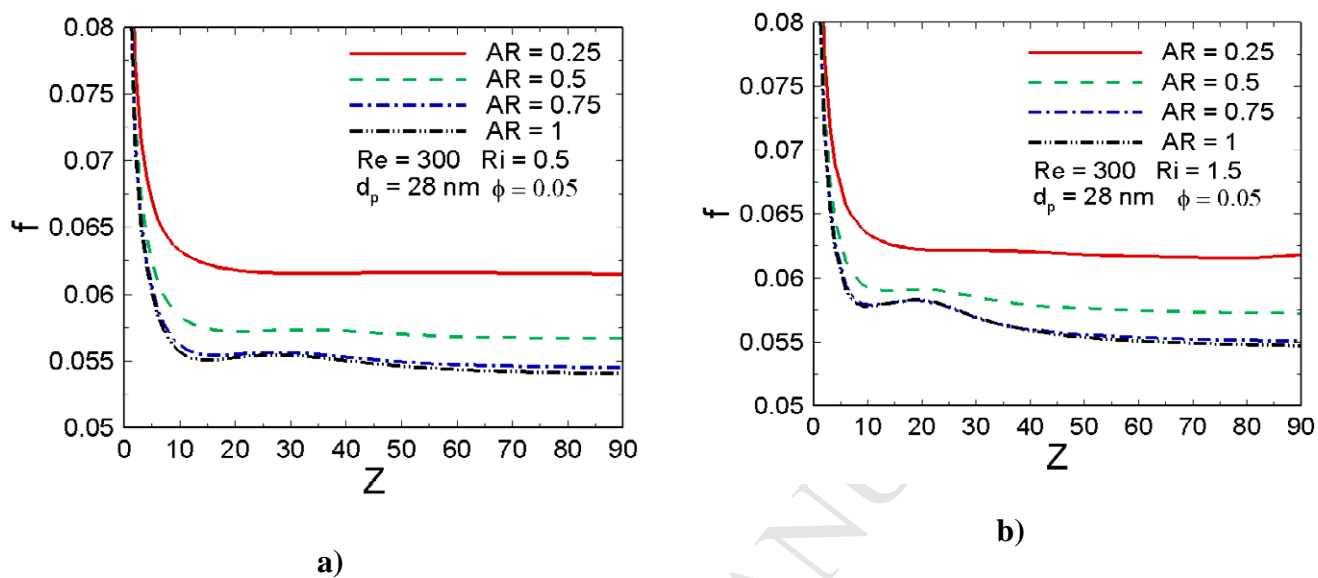 0.08
0.075
0.07
0.065
0.06
0.055
0.05
f
0 10 20 30 40 50 60 70 80 90
Z
AR = 0.25
AR = 0.5
AR = 0.75
AR = 1
Re = 300 Ri = 0.5
dp = 28 nm ϕ = 0.05
a)
0.08
0.075
0.07
0.065
0.06
0.055
0.05
f
0 10 20 30 40 50 60 70 80 90
Z
AR = 0.25
AR = 0.5
AR = 0.75
AR = 1
Re = 300 Ri = 1.5
dp = 28 nm ϕ = 0.05
b)